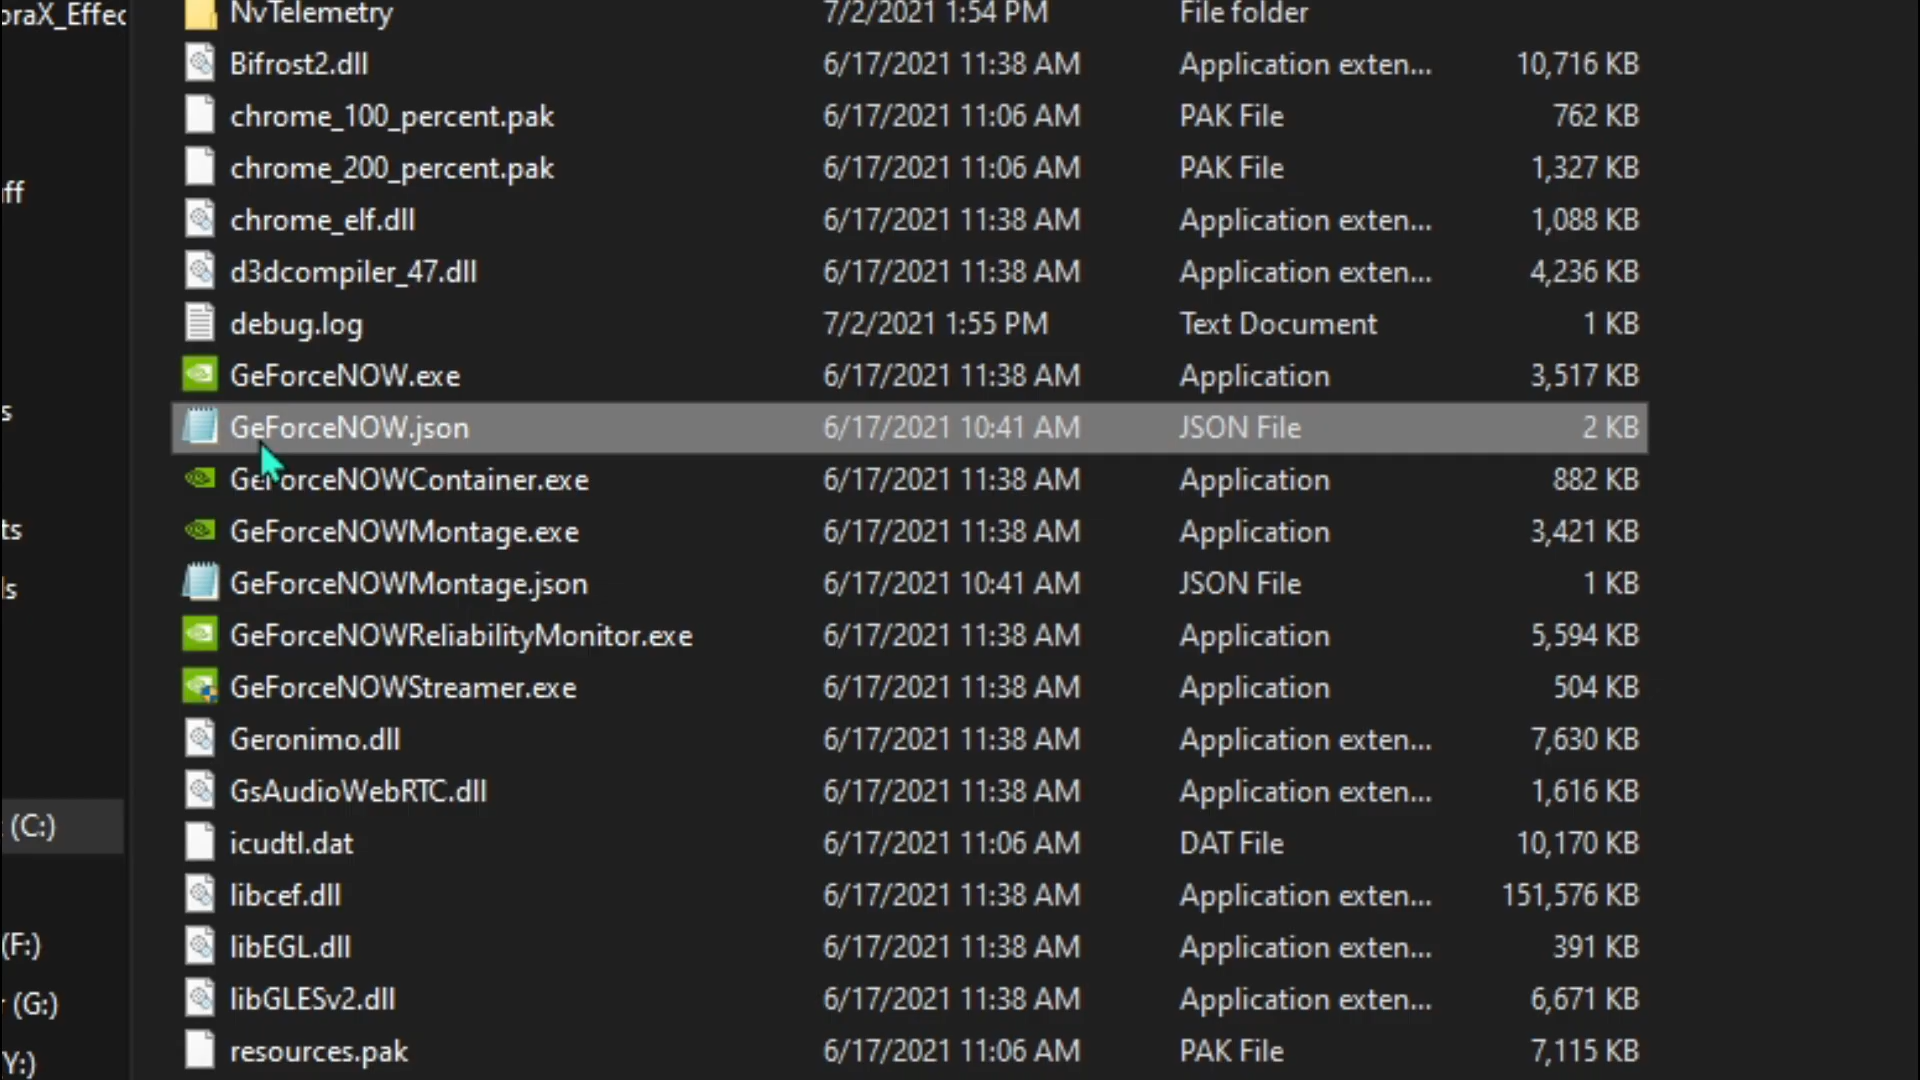 oraX_Effec
NvTelemetry 7/2/2021 1:54 PM File folder
Bifrost2.dll 6/17/2021 11:38 AM Application exten... 10,716 KB
chrome_100_percent.pak 6/17/2021 11:06 AM PAK File 762 KB
chrome_200_percent.pak 6/17/2021 11:06 AM PAK File 1,327 KB
ff
chrome_elf.dll 6/17/2021 11:38 AM Application exten... 1,088 KB
d3dcompiler_47.dll 6/17/2021 11:38 AM Application exten... 4,236 KB
debug.log 7/2/2021 1:55 PM Text Document 1 KB
GeForceNOW.exe 6/17/2021 11:38 AM Application 3,517 KB
s
GeForceNOW.json 6/17/2021 10:41 AM JSON File 2 KB
GeForceNOWContainer.exe 6/17/2021 11:38 AM Application 882 KB
ts
GeForceNOWMontage.exe 6/17/2021 11:38 AM Application 3,421 KB
ls
GeForceNOWMontage.json 6/17/2021 10:41 AM JSON File 1 KB
GeForceNOWReliabilityMonitor.exe 6/17/2021 11:38 AM Application 5,594 KB
GeForceNOWStreamer.exe 6/17/2021 11:38 AM Application 504 KB
Geronimo.dll 6/17/2021 11:38 AM Application exten... 7,630 KB
GsAudioWebRTC.dll 6/17/2021 11:38 AM Application exten... 1,616 KB
(C:)
icudtl.dat 6/17/2021 11:06 AM DAT File 10,170 KB
libcef.dll 6/17/2021 11:38 AM Application exten... 151,576 KB
(F:)
libEGL.dll 6/17/2021 11:38 AM Application exten... 391 KB
r (G:)
libGLESv2.dll 6/17/2021 11:38 AM Application exten... 6,671 KB
Y:)
resources.pak 6/17/2021 11:06 AM PAK File 7,115 KB